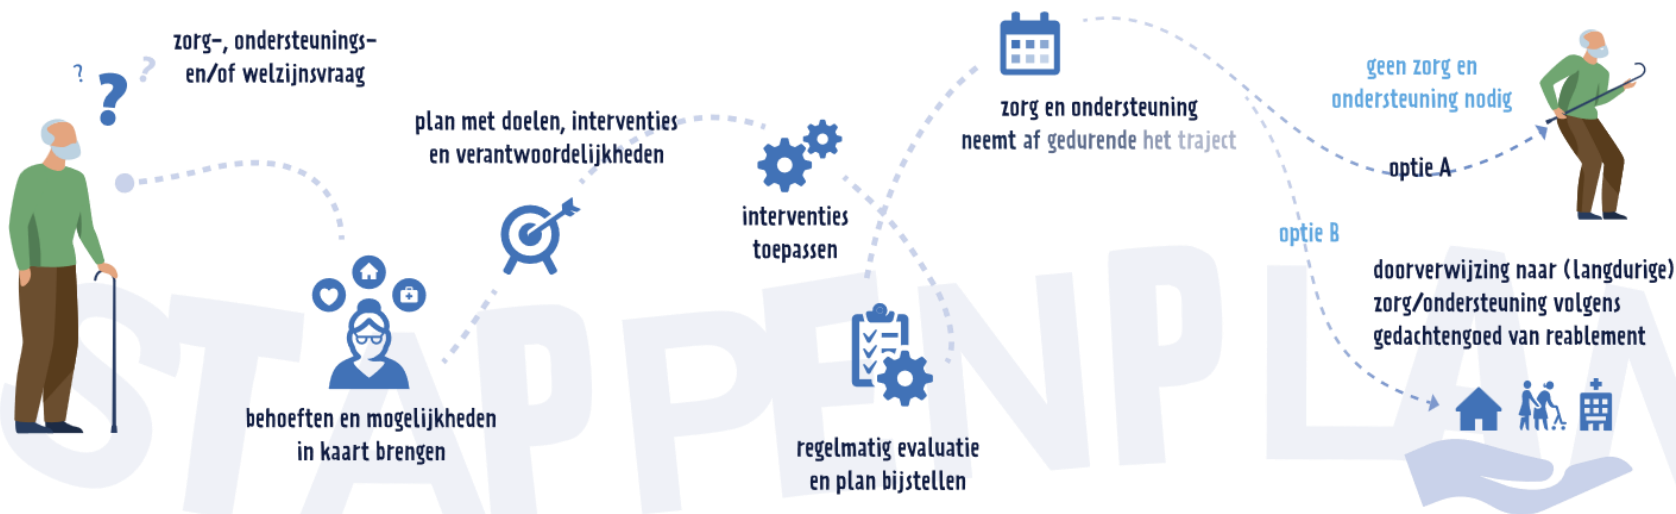 zorg-, ondersteunings-
en/of welzijnsvraag
behoeften en mogelijkheden
in kaart brengen
plan met doelen, interventies
en verantwoordelijkheden
interventies
toepassen
regelmatig evaluatie
en plan bijstellen
zorg en ondersteuning
neemt af gedurende het traject
geen zorg en
ondersteuning nodig
optie A
optie B
doorverwijzing naar (langdurige)
zorg/ondersteuning volgens
gedachtengoed van reablement
STAPPENPLAN
? ? ?